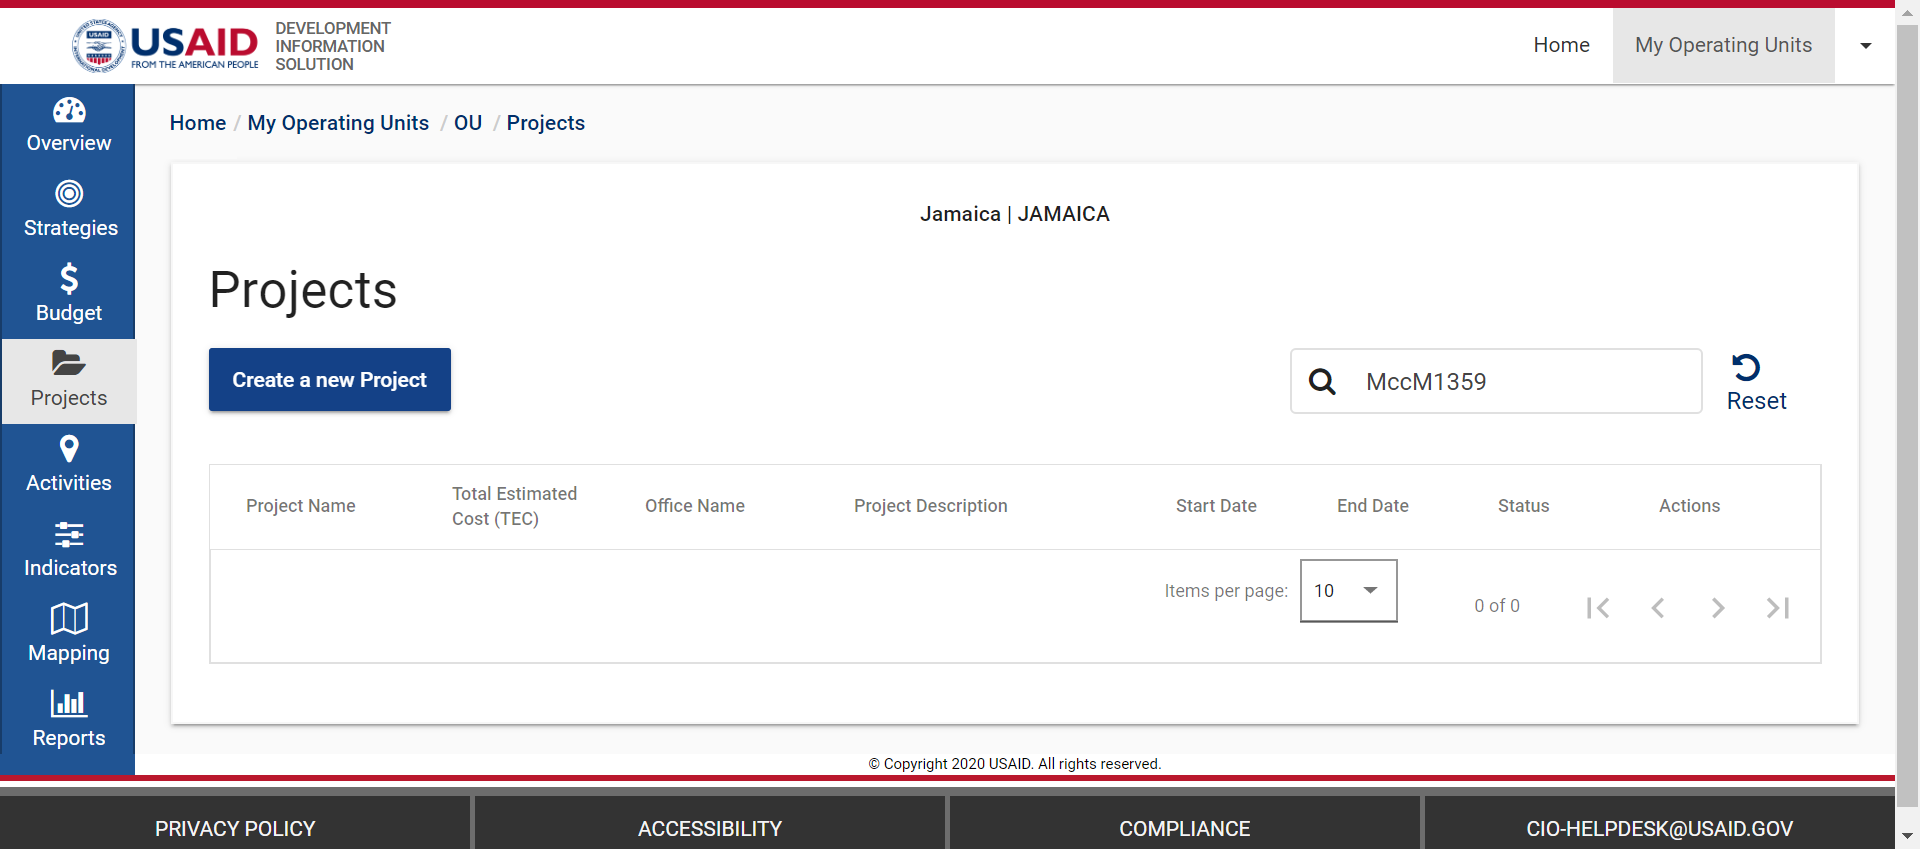 USAID
FROM THE AMERICAN PEOPLE
DEVELOPMENT
INFORMATION
SOLUTION
Home
My Operating Units
Overview
Strategies
Budget
Projects
Activities
Indicators
Mapping
Reports
Home / My Operating Units / OU / Projects
Jamaica | JAMAICA
Projects
Create a new Project
MccM1359
Reset
Project Name
Total Estimated
Cost (TEC)
Office Name
Project Description
Start Date
End Date
Status
Actions
Items per page: 10
0 of 0
© Copyright 2020 USAID. All rights reserved.
PRIVACY POLICY
ACCESSIBILITY
COMPLIANCE
CIO-HELPDESK@USAID.GOV